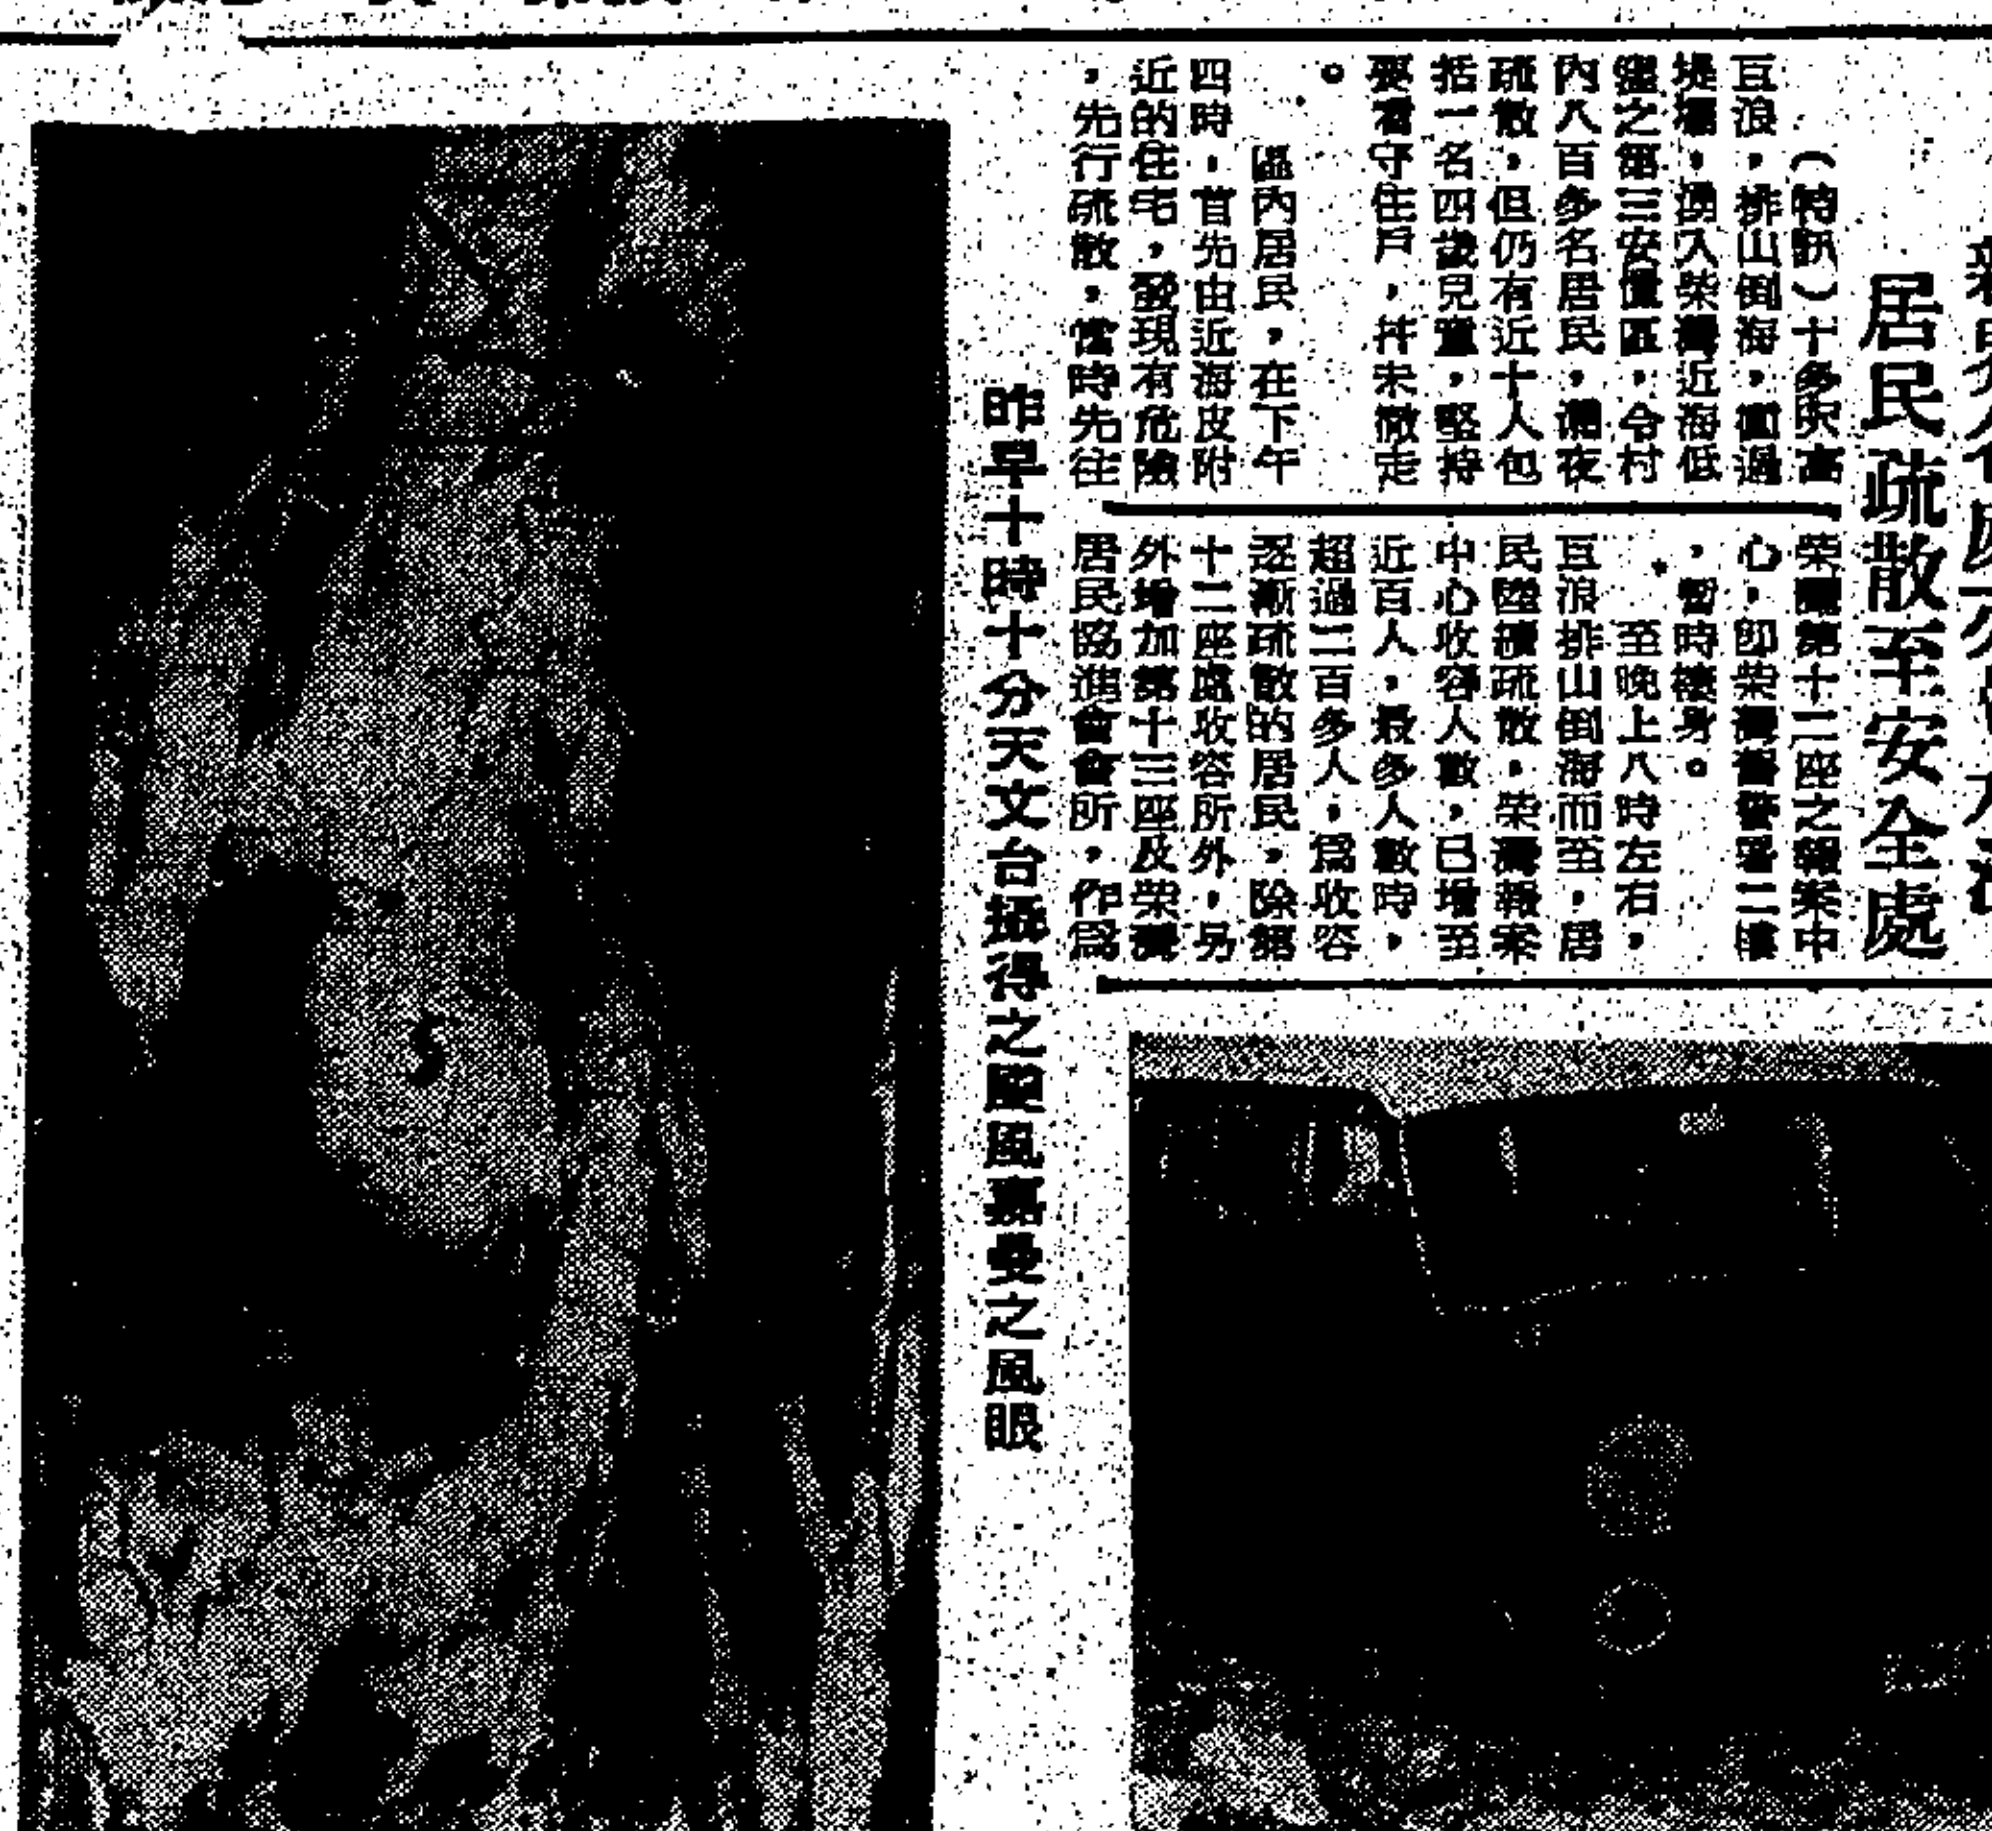 居民疏散至安全處
(特訊)十多呎高
巨浪，排山倒海，衝過
堤壩，湧入柴灣近海低
窪之第三安置區，令村
內八百多名居民，漏夜
疏散，但仍有近十人包
括一名四歲兒童，堅持
要看守住戶，并未撤走
。
區內居民，在下午
四時，首先由近海皮附
近的住宅，發現有危險
，先行疏散，當時先往
柴灣第十二座之報案中
心，即柴灣警署二樓
，暫時棲身。
至晚上八時左右，
巨浪排山倒海而至，居
民陸續疏散，柴灣報案
中心收容人數，已增至
近百人，最多人數時，
超過二百多人，為收容
逐漸疏散的居民，除第
十二座處收容所外，另
外增加第十三座及柴灣
居民協進會會所，作爲
昨早十時十分天文台攝得之颱風之風眼